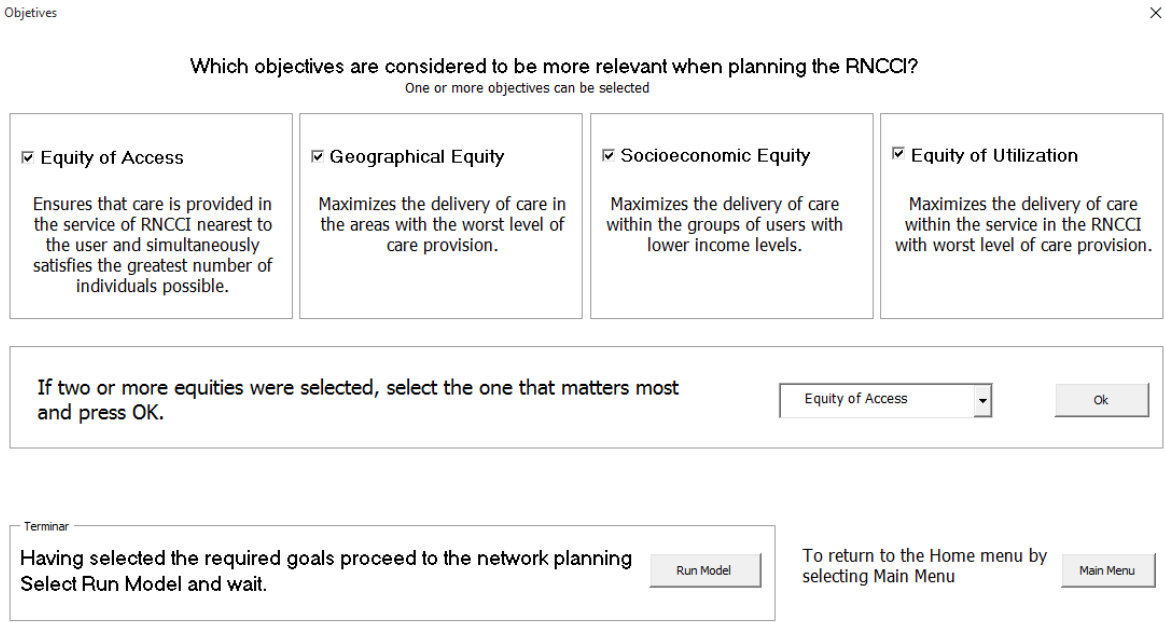 Objetives
Which objectives are considered to be more relevant when planning the RNCCI?
One or more objectives can be selected
Equity of Access
Ensures that care is provided in
the service of RNCCI nearest to
the user and simultaneously
satisfies the greatest number of
individuals possible.
Geographical Equity
Maximizes the delivery of care in
the areas with the worst level of
care provision.
Socioeconomic Equity
Maximizes the delivery of care
within the groups of users with
lower income levels.
Equity of Utilization
Maximizes the delivery of care
within the service in the RNCCI
with worst level of care provision.
If two or more equities were selected, select the one that matters most
and press OK.
Equity of Access
Ok
Terminar
Having selected the required goals proceed to the network planning
Select Run Model and wait.
Run Model
To return to the Home menu by
selecting Main Menu
Main Menu